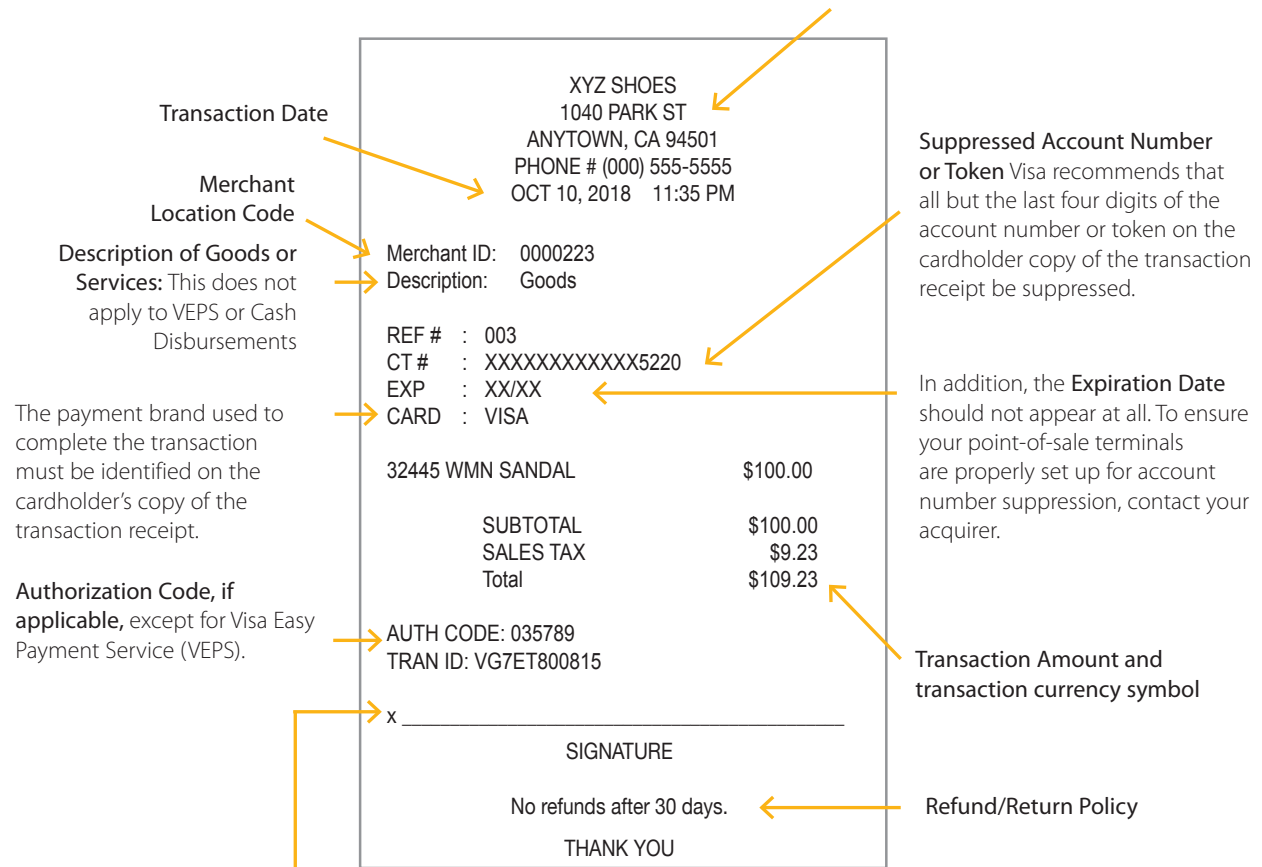 Transaction Date
Merchant
Location Code
Description of Goods or
Services: This does not
apply to VEPS or Cash
Disbursements
The payment brand used to
complete the transaction
must be identified on the
cardholder's copy of the
transaction receipt.
Authorization Code, if
applicable, except for Visa Easy
Payment Service (VEPS).
XYZ SHOES
1040 PARK ST
ANYTOWN, CA 94501
PHONE # (000) 555-5555
OCT 10, 2018 11:35 PM
Merchant ID: 0000223
Description: Goods
REF # : 003
CT # : XXXXXXXXXXXX5220
EXP : XX/XX
CARD : VISA
32445 WMN SANDAL $100.00
SUBTOTAL $100.00
SALES TAX $9.23
Total $109.23
AUTH CODE: 035789
TRAN ID: VG7ET800815
x ____________________
SIGNATURE
No refunds after 30 days.
THANK YOU
Suppressed Account Number
or Token Visa recommends that
all but the last four digits of the
account number or token on the
cardholder copy of the transaction
receipt be suppressed.
In addition, the Expiration Date
should not appear at all. To ensure
your point-of-sale terminals
are properly set up for account
number suppression, contact your
acquirer.
Transaction Amount and
transaction currency symbol
Refund/Return Policy